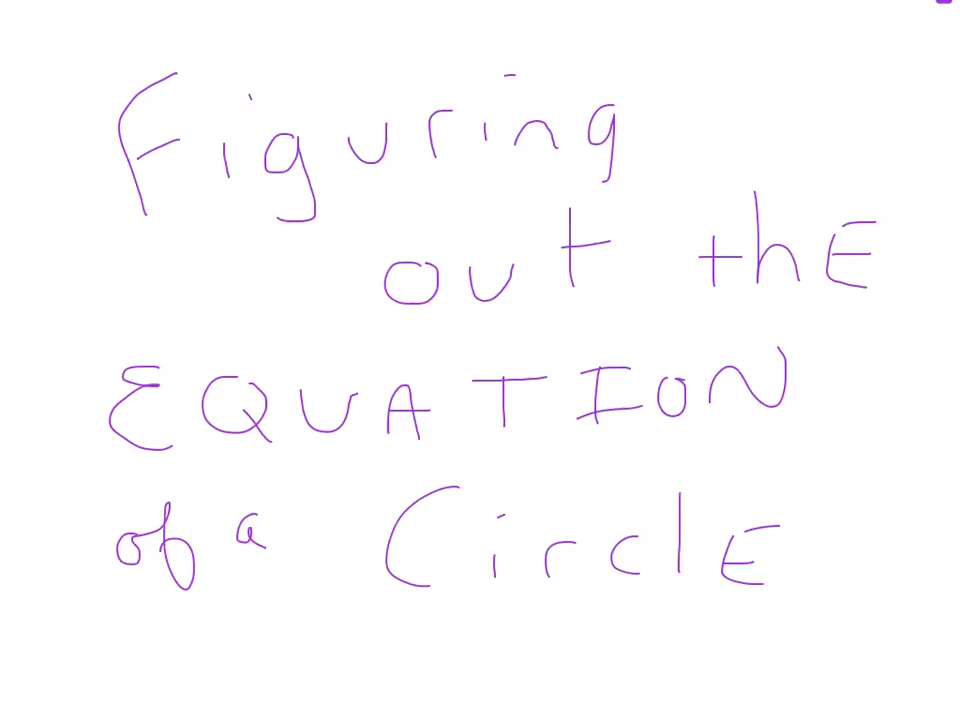 Figuring
out thE
EQUATION
of a CirclE